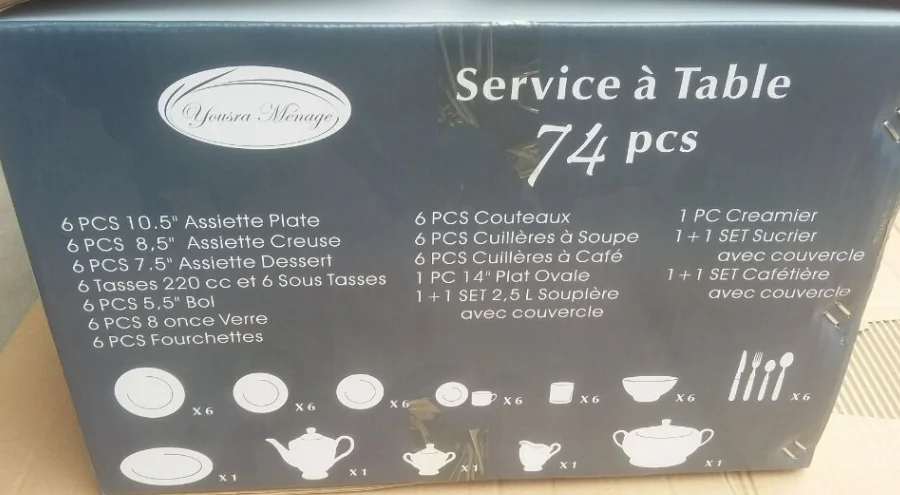 Yousra Ménage
Service à Table
74 pcs
6 PCS 10.5" Assiette Plate
6 PCS 8,5" Assiette Creuse
6 PCS 7.5" Assiette Dessert
6 Tasses 220 cc et 6 Sous Tasses
6 PCS 5,5" Bol
6 PCS 8 once Verre
6 PCS Fourchettes
6 PCS Couteaux
6 PCS Cuillères à Soupe
6 PCS Cuillères à Café
1 PC 14" Plat Ovale
1+1 SET 2,5 L Soupière
avec couvercle
1 PC Creamier
1+1 SET Sucrier
avec couvercle
1+1 SET Cafétière
avec couvercle
X6 X6 X6 X6 X6 X6 X6
X1 X1 X1 X1 X1